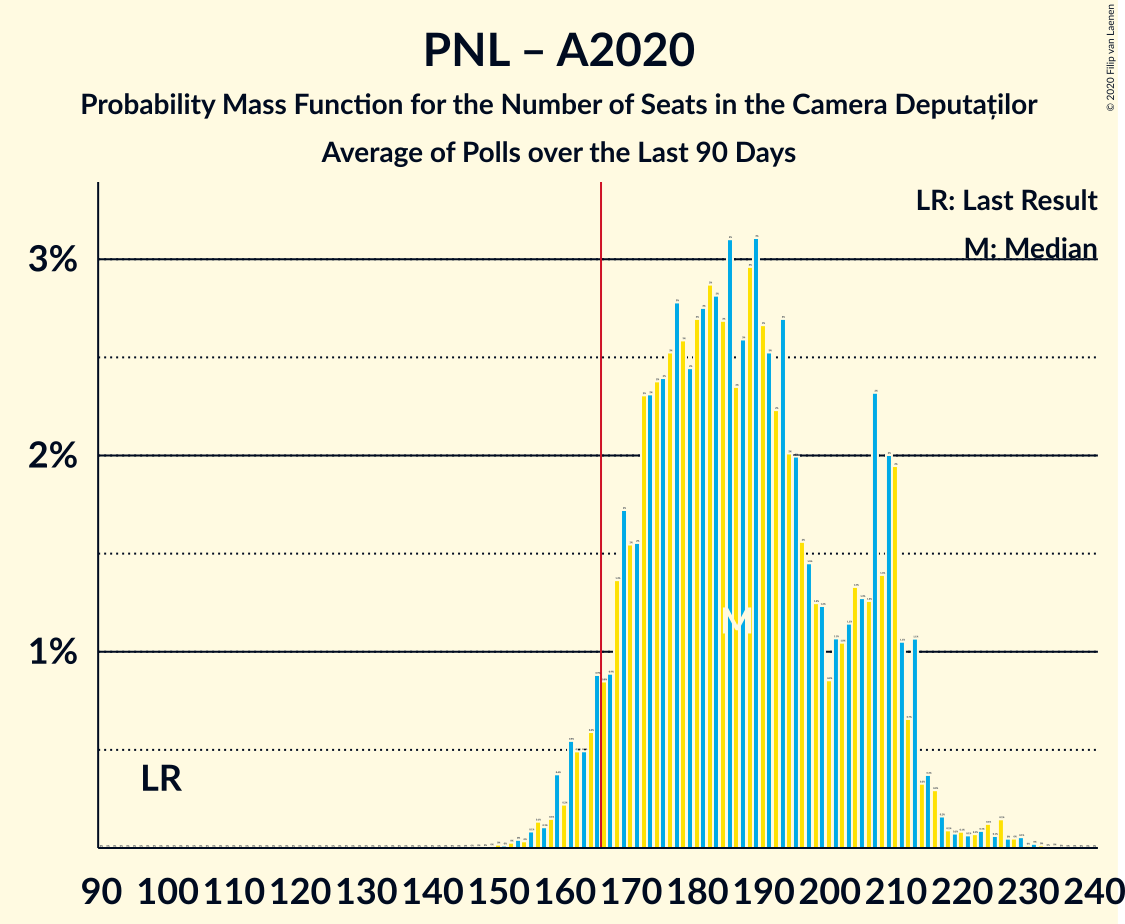 PNL – A2020
Probability Mass Function for the Number of Seats in the Camera Deputaților
Average of Polls over the Last 90 Days
© 2020 Filip van Laenen
LR: Last Result
M: Median
3%
2%
1%
LR
M
90 100 110 120 130 140 150 160 170 180 190 200 210 220 230 240